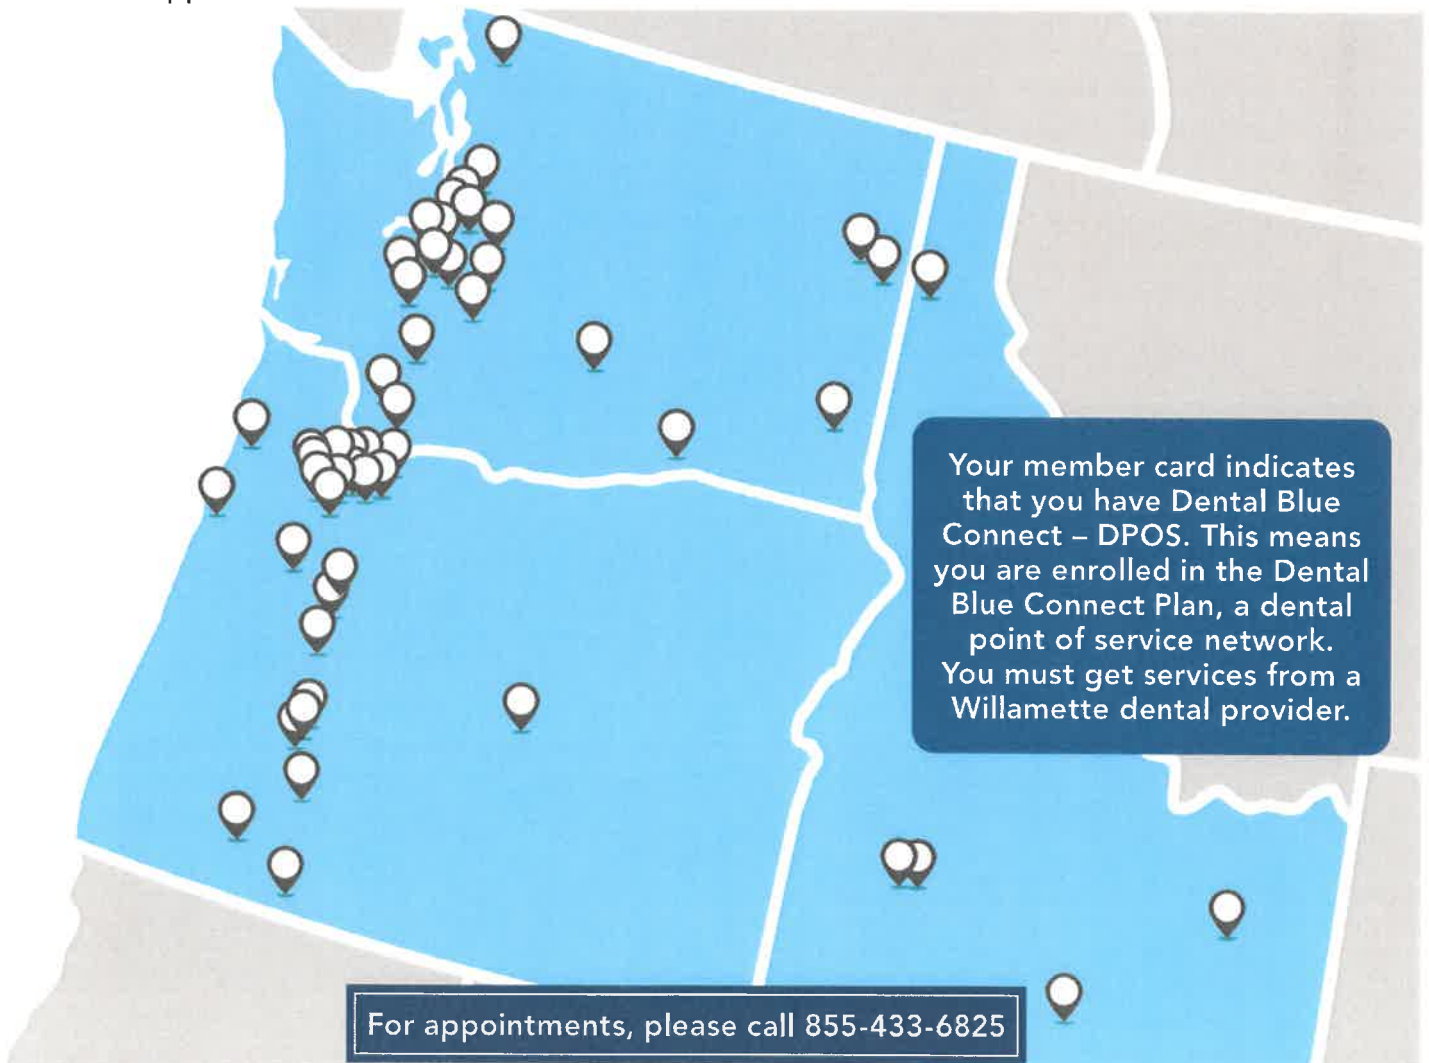 Your member card indicates
that you have Dental Blue
Connect – DPOS. This means
you are enrolled in the Dental
Blue Connect Plan, a dental
point of service network.
You must get services from a
Willamette dental provider.
For appointments, please call 855-433-6825